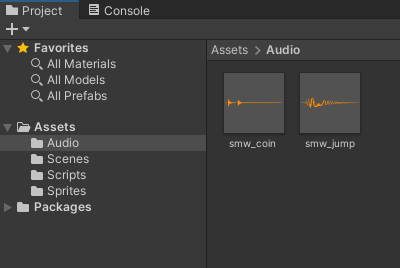 Project
Console
Favorites
All Materials
All Models
All Prefabs
Assets
Audio
Scenes
Scripts
Sprites
Packages
Assets > Audio
smw_coin
smw_jump